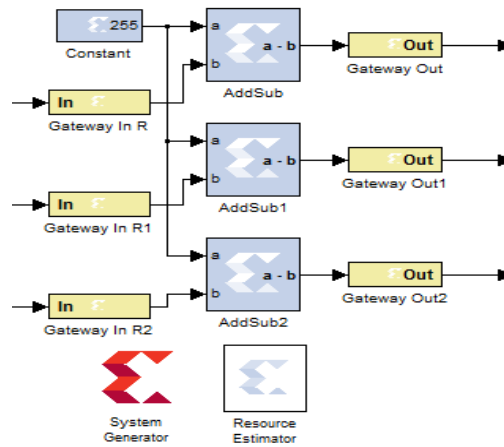 255
Constant
a
b
a - b
AddSub
Out
Gateway Out
In
Gateway In R
a
b
a - b
AddSub1
Out
Gateway Out1
In
Gateway In R1
a
b
a - b
AddSub2
Out
Gateway Out2
In
Gateway In R2
System
Generator
Resource
Estimator